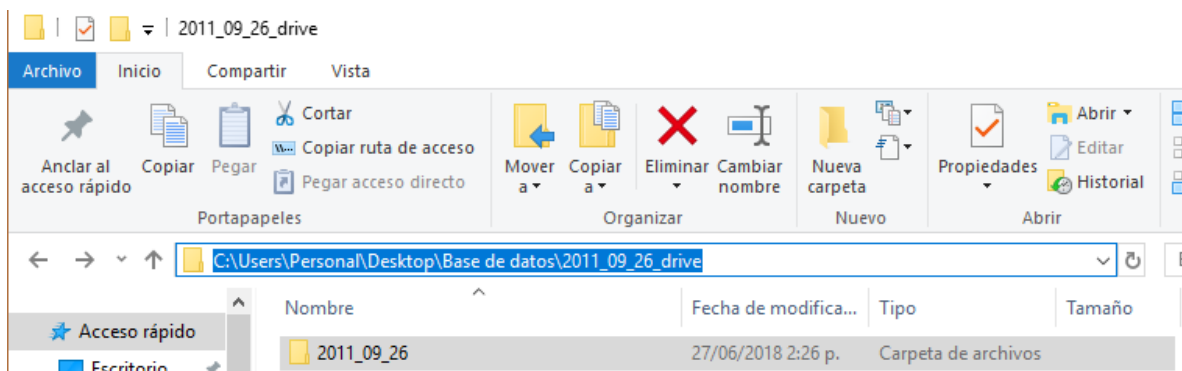 2011_09_26_drive
Archivo Inicio Compartir Vista
Anclar al acceso rápido
Copiar
Pegar
Cortar
Copiar ruta de acceso
Pegar acceso directo
Portapapeles
Mover a
Copiar a
Eliminar
Cambiar nombre
Organizar
Nueva carpeta
Nuevo
Propiedades
Abrir
Editar
Historial
Abrir
C:\Users\Personal\Desktop\Base de datos\2011_09_26_drive
Nombre Fecha de modifica... Tipo Tamaño
Acceso rápido
2011_09_26 27/06/2018 2:26 p. Carpeta de archivos
Escritorio